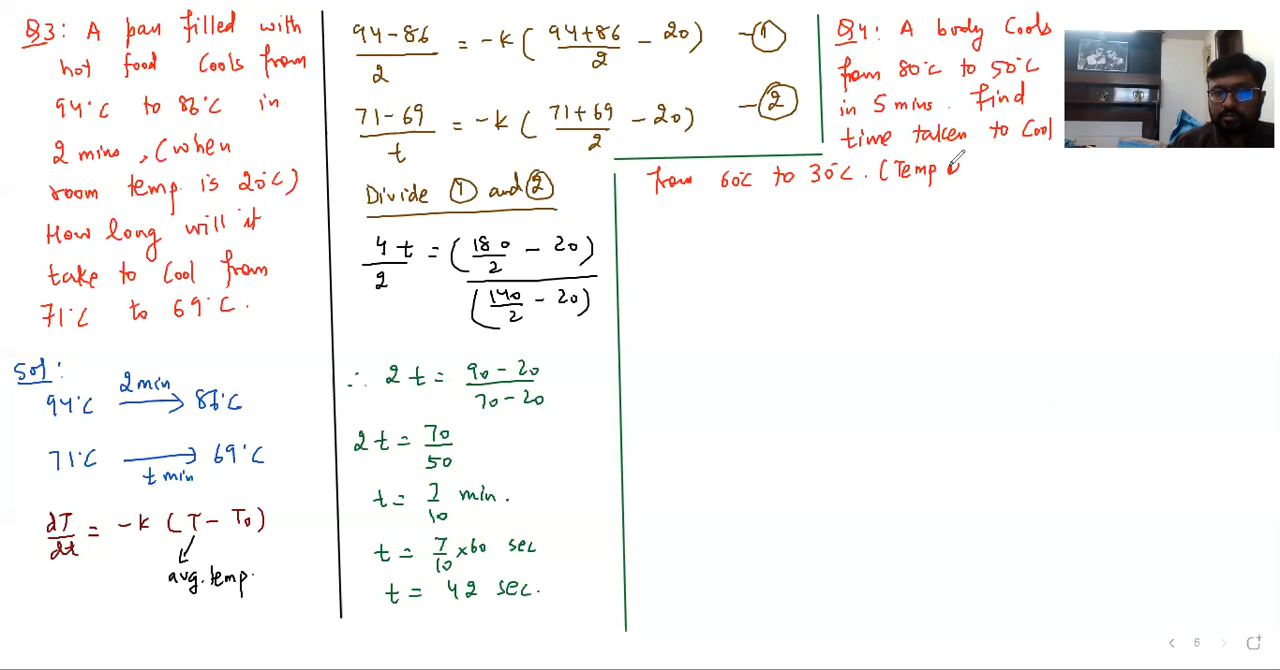 Q3: A pan filled with
hot food cools from
94°C to 86°C in
2 mins, (when
room temp. is 20°C)
How long will it
take to cool from
71°C to 69°C.
Sol:
94°C 2 min → 86°C
71°C → 69°C
t min
dT/dt = -k (T - T₀)
avg. temp.
(94-86)/2 = -k ((94+86)/2 - 20) - ①
(71-69)/t = -k ((71+69)/2 - 20) - ②
Divide ① and ②
4t/2 = (180/2 - 20)/(140/2 - 20)
∴ 2t = (90-20)/(70-20)
2t = 70/50
t = 7/10 min.
t = 7/10 × 60 sec
t = 42 sec.
Q4: A body Cools
from 80°C to 50°C
in 5 mins. Find
time taken to Cool
from 60°C to 30°C. (Temp
6